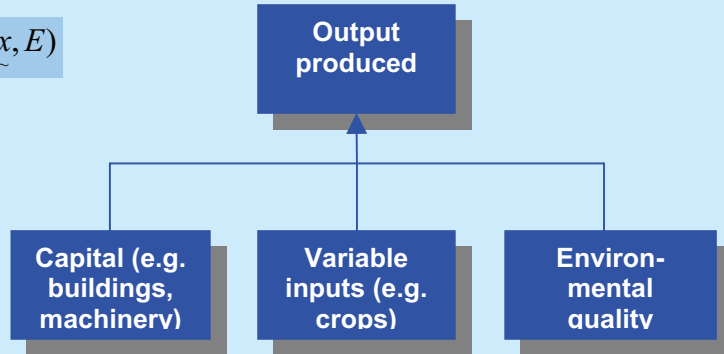 x, E)
~
Output
produced
Capital (e.g.
buildings,
machinery)
Variable
inputs (e.g.
crops)
Environ-
mental
quality